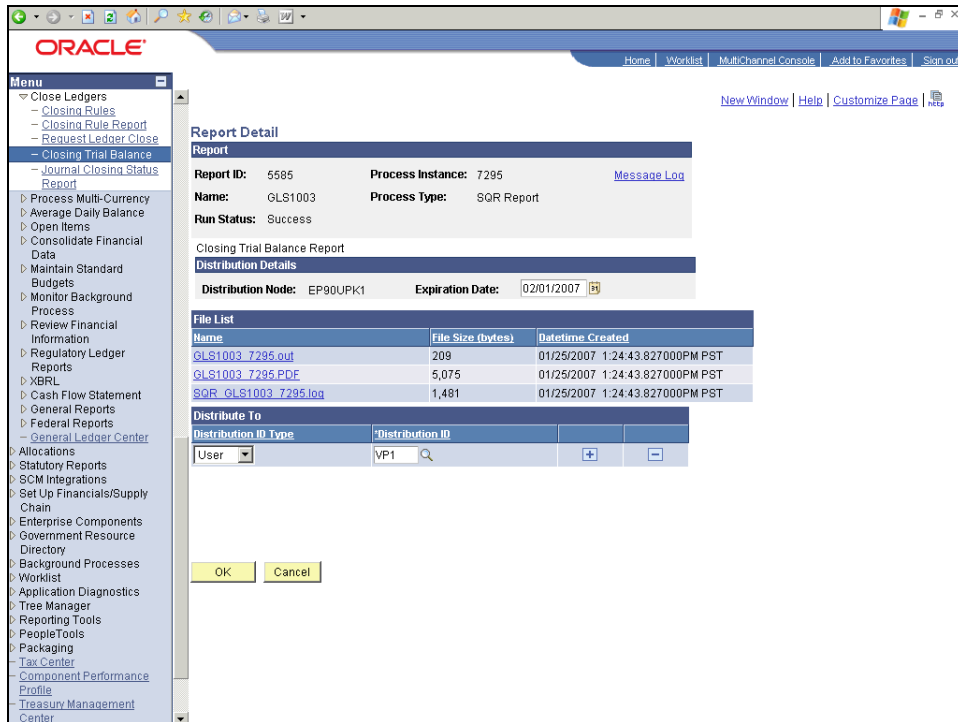 ORACLE®
Home | Worklist | MultiChannel Console | Add to Favorites | Sign out
Menu
Close Ledgers
– Closing Rules
– Closing Rule Report
– Request Ledger Close
– Closing Trial Balance
– Journal Closing Status
Report
Process Multi-Currency
Average Daily Balance
Open Items
Consolidate Financial
Data
Maintain Standard
Budgets
Monitor Background
Process
Review Financial
Information
Regulatory Ledger
Reports
XBRL
Cash Flow Statement
General Reports
Federal Reports
– General Ledger Center
Allocations
Statutory Reports
SCM Integrations
Set Up Financials/Supply
Chain
Enterprise Components
Government Resource
Directory
Background Processes
Worklist
Application Diagnostics
Tree Manager
Reporting Tools
PeopleTools
Packaging
– Tax Center
– Component Performance
Profile
– Treasury Management
Center
New Window | Help | Customize Page | http
Report Detail
Report
Report ID: 5585 Process Instance: 7295 Message Log
Name: GLS1003 Process Type: SQR Report
Run Status: Success
Closing Trial Balance Report
Distribution Details
Distribution Node: EP90UPK1 Expiration Date: 02/01/2007 31
File List
Name File Size (bytes) Datetime Created
GLS1003_7295.out 209 01/25/2007 1:24:43.827000PM PST
GLS1003_7295.PDF 5,075 01/25/2007 1:24:43.827000PM PST
SQR_GLS1003_7295.log 1,481 01/25/2007 1:24:43.827000PM PST
Distribute To
Distribution ID Type *Distribution ID
User VP1
OK Cancel